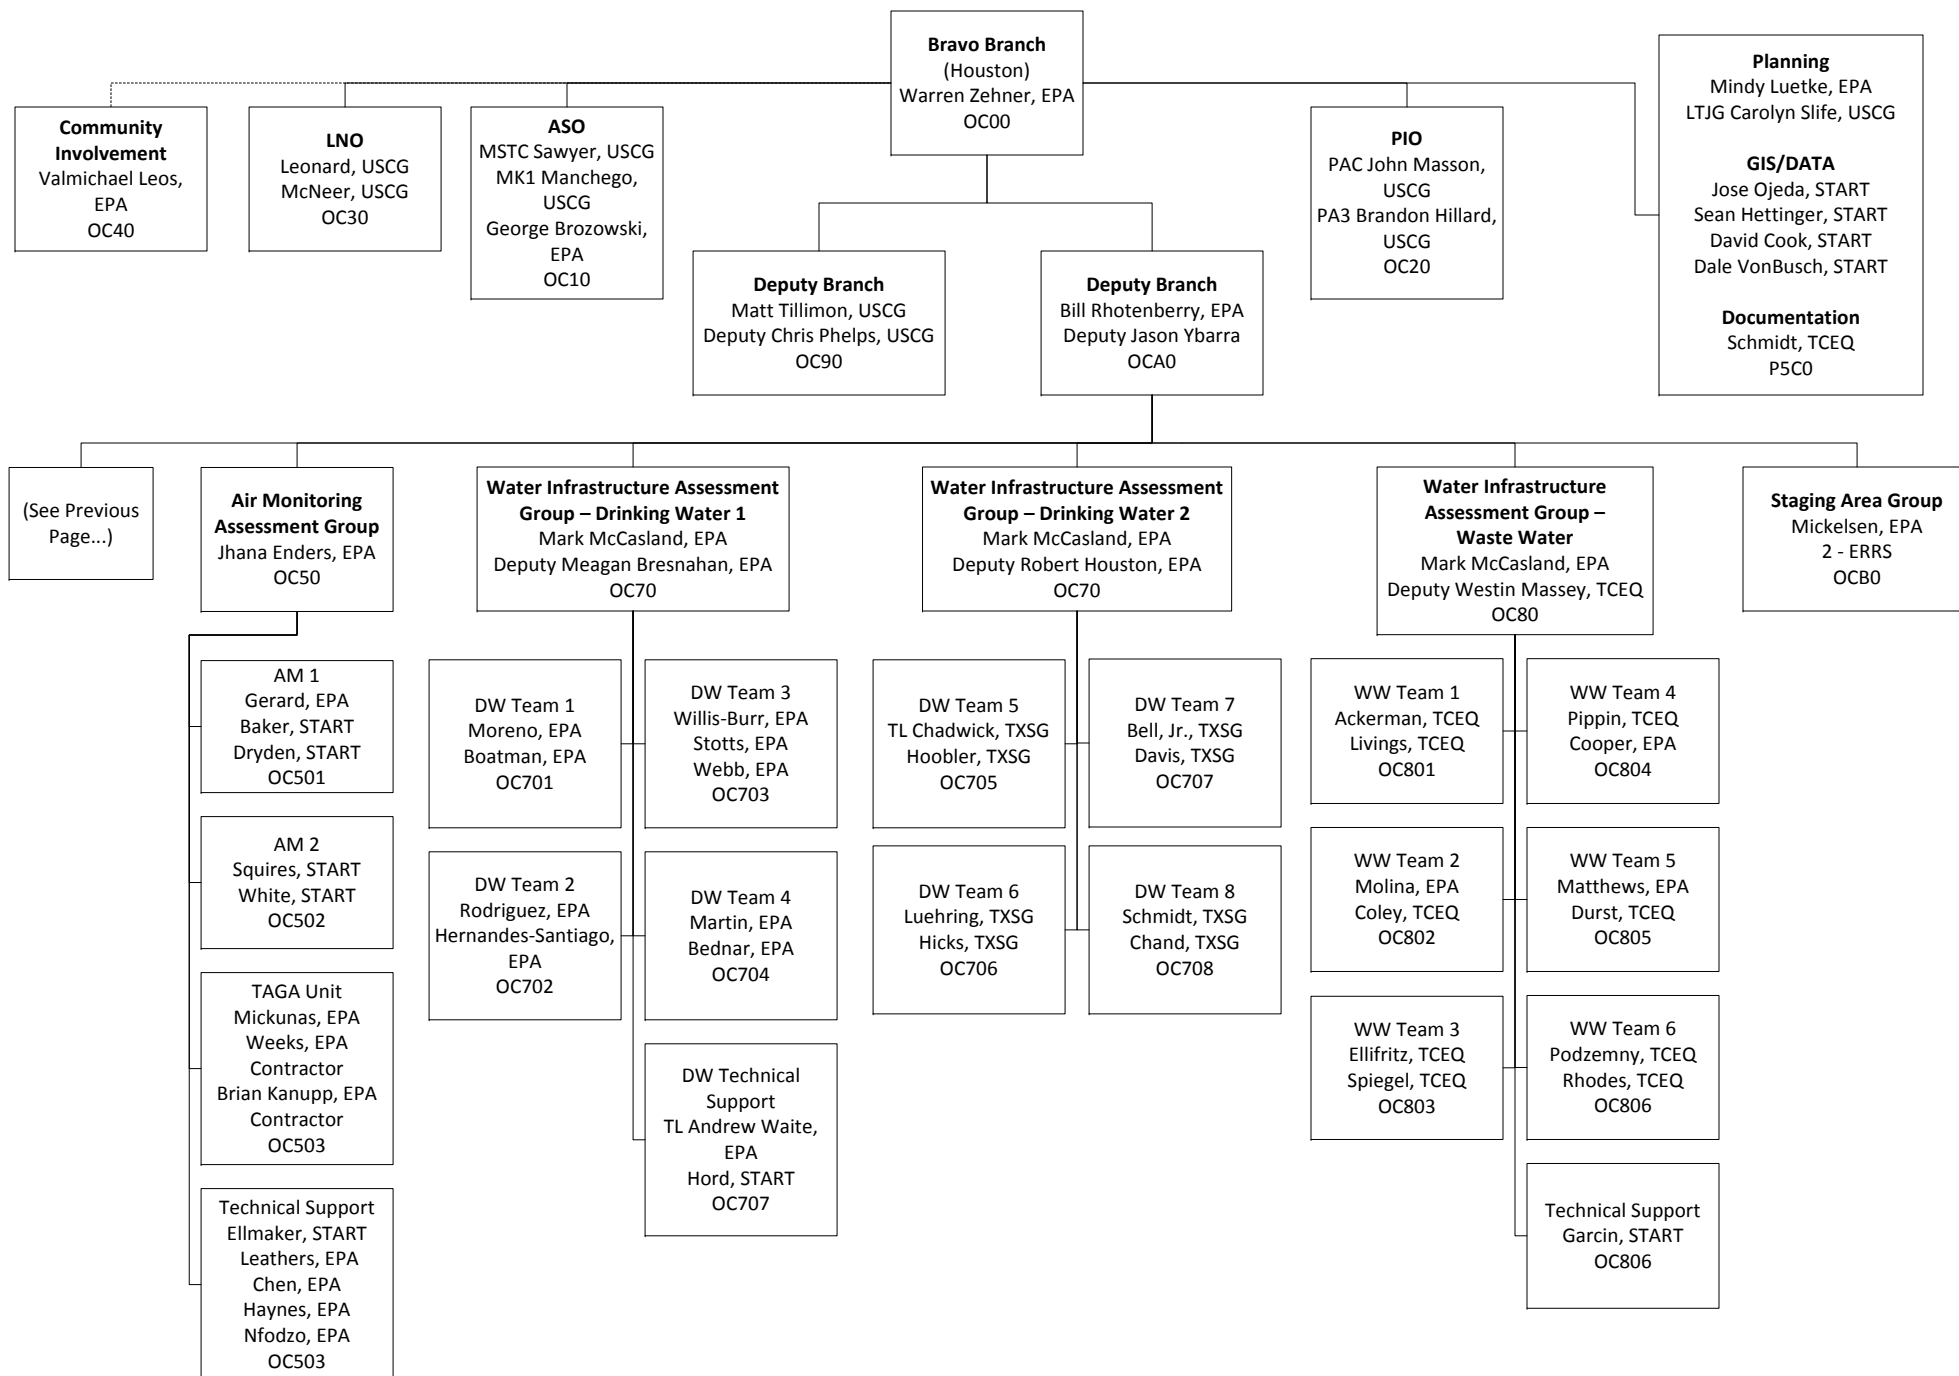 Bravo Branch
(Houston)
Warren Zehner, EPA
OC00
Planning
Mindy Luetke, EPA
LTJG Carolyn Slife, USCG
GIS/DATA
Jose Ojeda, START
Sean Hettinger, START
David Cook, START
Dale VonBusch, START
Documentation
Schmidt, TCEQ
P5C0
Community
Involvement
Valmichael Leos,
EPA
OC40
LNO
Leonard, USCG
McNeer, USCG
OC30
ASO
MSTC Sawyer, USCG
MK1 Manchego,
USCG
George Brozowski,
EPA
OC10
PIO
PAC John Masson,
USCG
PA3 Brandon Hillard,
USCG
OC20
Deputy Branch
Matt Tillimon, USCG
Deputy Chris Phelps, USCG
OC90
Deputy Branch
Bill Rhotenberry, EPA
Deputy Jason Ybarra
OCA0
(See Previous
Page...)
Air Monitoring
Assessment Group
Jhana Enders, EPA
OC50
Water Infrastructure Assessment
Group – Drinking Water 1
Mark McCasland, EPA
Deputy Meagan Bresnahan, EPA
OC70
Water Infrastructure Assessment
Group – Drinking Water 2
Mark McCasland, EPA
Deputy Robert Houston, EPA
OC70
Water Infrastructure
Assessment Group –
Waste Water
Mark McCasland, EPA
Deputy Westin Massey, TCEQ
OC80
Staging Area Group
Mickelsen, EPA
2 - ERRS
OCB0
AM 1
Gerard, EPA
Baker, START
Dryden, START
OC501
AM 2
Squires, START
White, START
OC502
TAGA Unit
Mickunas, EPA
Weeks, EPA
Contractor
Brian Kanupp, EPA
Contractor
OC503
Technical Support
Ellmaker, START
Leathers, EPA
Chen, EPA
Haynes, EPA
Nfodzo, EPA
OC503
DW Team 1
Moreno, EPA
Boatman, EPA
OC701
DW Team 3
Willis-Burr, EPA
Stotts, EPA
Webb, EPA
OC703
DW Team 2
Rodriguez, EPA
Hernandes-Santiago,
EPA
OC702
DW Team 4
Martin, EPA
Bednar, EPA
OC704
DW Technical
Support
TL Andrew Waite,
EPA
Hord, START
OC707
DW Team 5
TL Chadwick, TXSG
Hoobler, TXSG
OC705
DW Team 7
Bell, Jr., TXSG
Davis, TXSG
OC707
DW Team 6
Luehring, TXSG
Hicks, TXSG
OC706
DW Team 8
Schmidt, TXSG
Chand, TXSG
OC708
WW Team 1
Ackerman, TCEQ
Livings, TCEQ
OC801
WW Team 4
Pippin, TCEQ
Cooper, EPA
OC804
WW Team 2
Molina, EPA
Coley, TCEQ
OC802
WW Team 5
Matthews, EPA
Durst, TCEQ
OC805
WW Team 3
Ellifritz, TCEQ
Spiegel, TCEQ
OC803
WW Team 6
Podzemny, TCEQ
Rhodes, TCEQ
OC806
Technical Support
Garcin, START
OC806